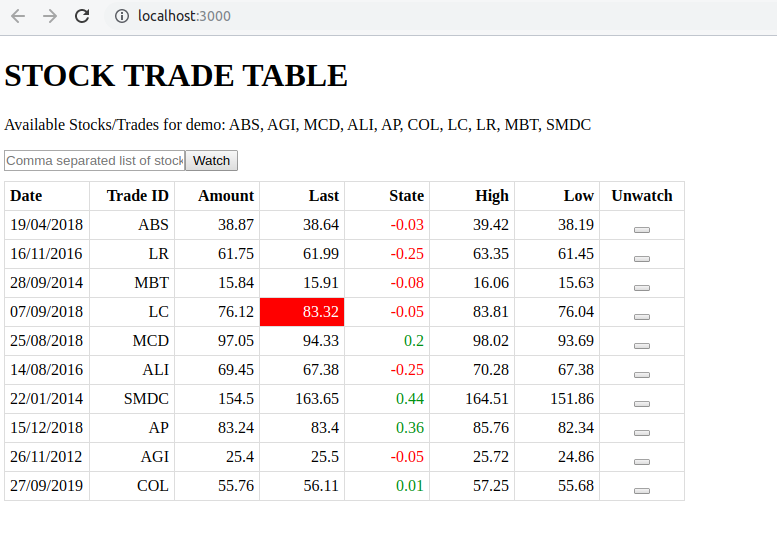 localhost:3000
STOCK TRADE TABLE
Available Stocks/Trades for demo: ABS, AGI, MCD, ALI, AP, COL, LC, LR, MBT, SMDC
Comma separated list of stock Watch
Date Trade ID Amount Last State High Low Unwatch
19/04/2018 ABS 38.87 38.64 -0.03 39.42 38.19
16/11/2016 LR 61.75 61.99 -0.25 63.35 61.45
28/09/2014 MBT 15.84 15.91 -0.08 16.06 15.63
07/09/2018 LC 76.12 83.32 -0.05 83.81 76.04
25/08/2018 MCD 97.05 94.33 0.2 98.02 93.69
14/08/2016 ALI 69.45 67.38 -0.25 70.28 67.38
22/01/2014 SMDC 154.5 163.65 0.44 164.51 151.86
15/12/2018 AP 83.24 83.4 0.36 85.76 82.34
26/11/2012 AGI 25.4 25.5 -0.05 25.72 24.86
27/09/2019 COL 55.76 56.11 0.01 57.25 55.68